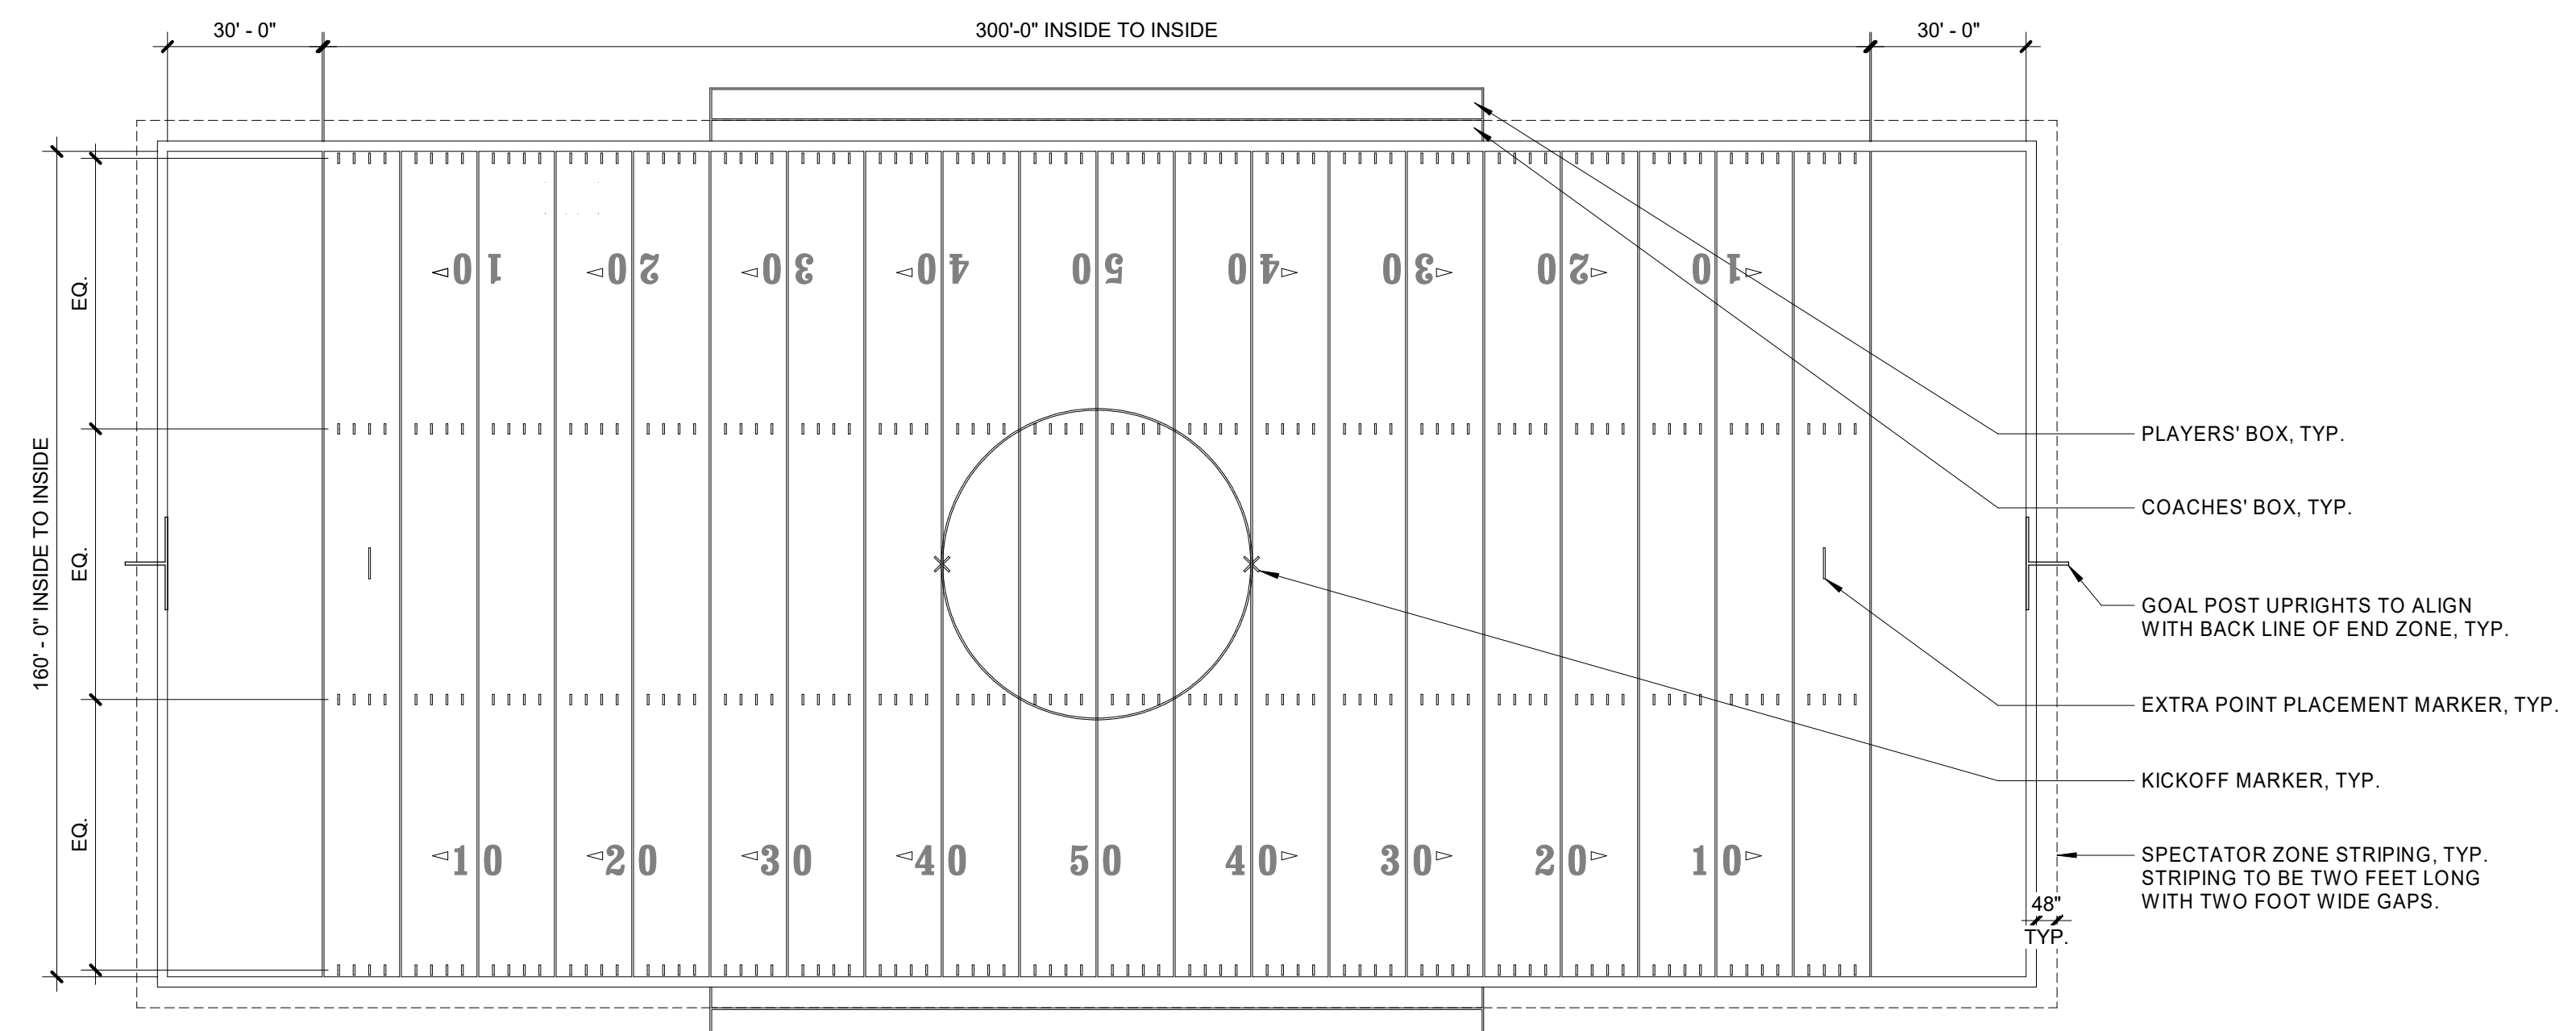 30' - 0"
300'-0" INSIDE TO INSIDE
30' - 0"
10 20 30 40 50 40 30 20 10
EQ.
EQ.
EQ.
160' - 0" INSIDE TO INSIDE
10 20 30 40 50 40 30 20 10
PLAYERS' BOX, TYP.
COACHES' BOX, TYP.
GOAL POST UPRIGHTS TO ALIGN
WITH BACK LINE OF END ZONE, TYP.
EXTRA POINT PLACEMENT MARKER, TYP.
KICKOFF MARKER, TYP.
SPECTATOR ZONE STRIPING, TYP.
STRIPING TO BE TWO FEET LONG
WITH TWO FOOT WIDE GAPS.
48"
TYP.